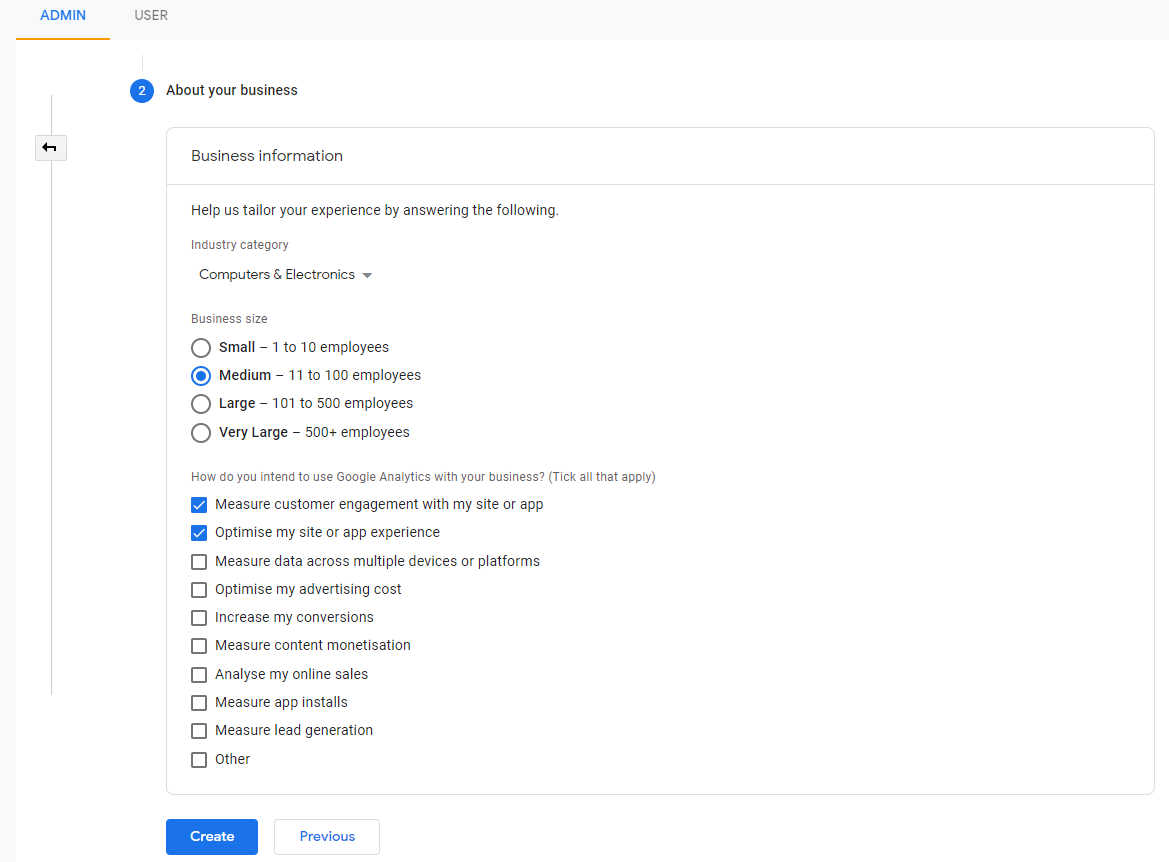 ADMIN USER
2 About your business
Business information
Help us tailor your experience by answering the following.
Industry category
Computers & Electronics
Business size
Small – 1 to 10 employees
Medium – 11 to 100 employees
Large – 101 to 500 employees
Very Large – 500+ employees
How do you intend to use Google Analytics with your business? (Tick all that apply)
Measure customer engagement with my site or app
Optimise my site or app experience
Measure data across multiple devices or platforms
Optimise my advertising cost
Increase my conversions
Measure content monetisation
Analyse my online sales
Measure app installs
Measure lead generation
Other
Create Previous